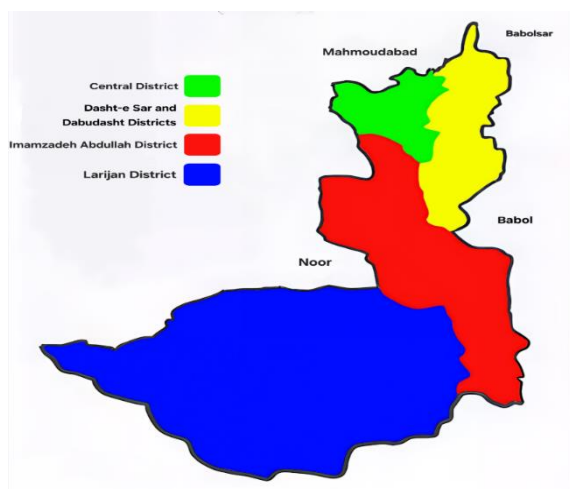 Babolsar
Mahmoudabad
Central District
Dasht-e Sar and
Dabudasht Districts
Imamzadeh Abdullah District
Larijan District
Babol
Noor